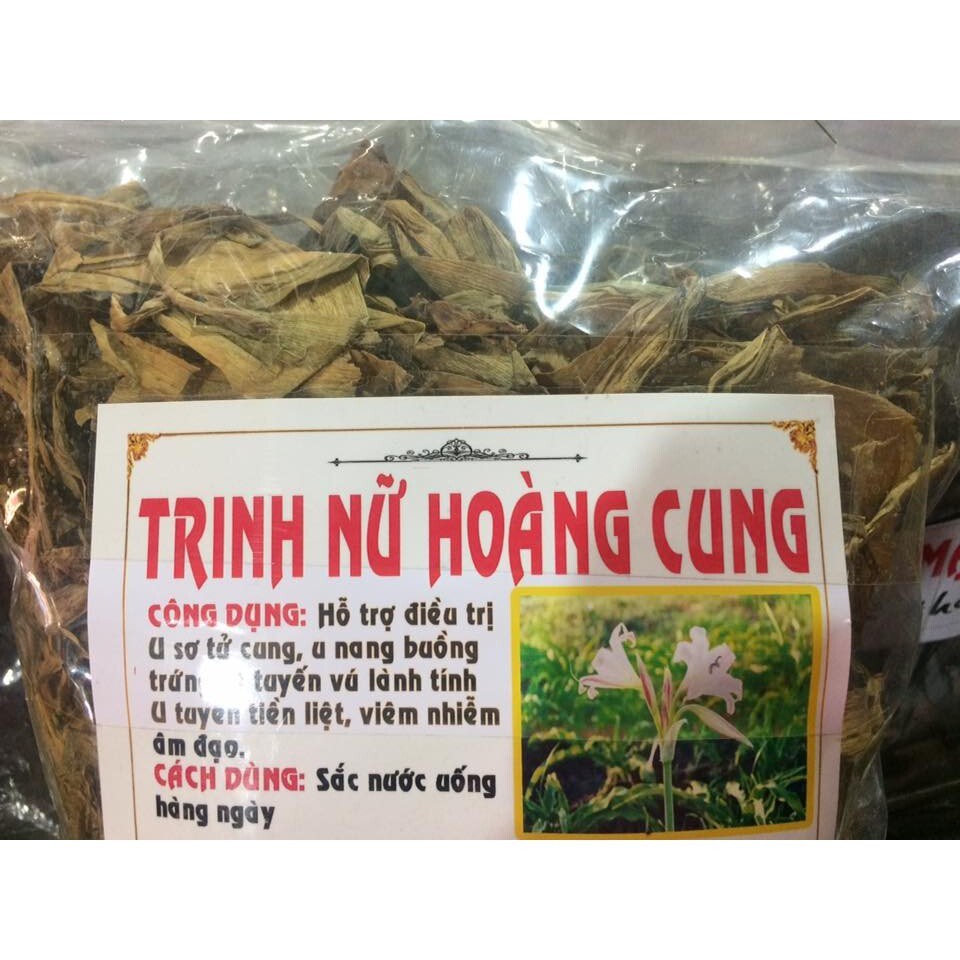 TRINH NỮ HOÀNG CUNG
CÔNG DỤNG: Hỗ trợ điều trị
U sơ tử cung, u nang buồng
trứng, tuyến vú lành tính
U tuyến tiền liệt, viêm nhiễm
âm đạo.
CÁCH DÙNG: Sắc nước uống
hàng ngày